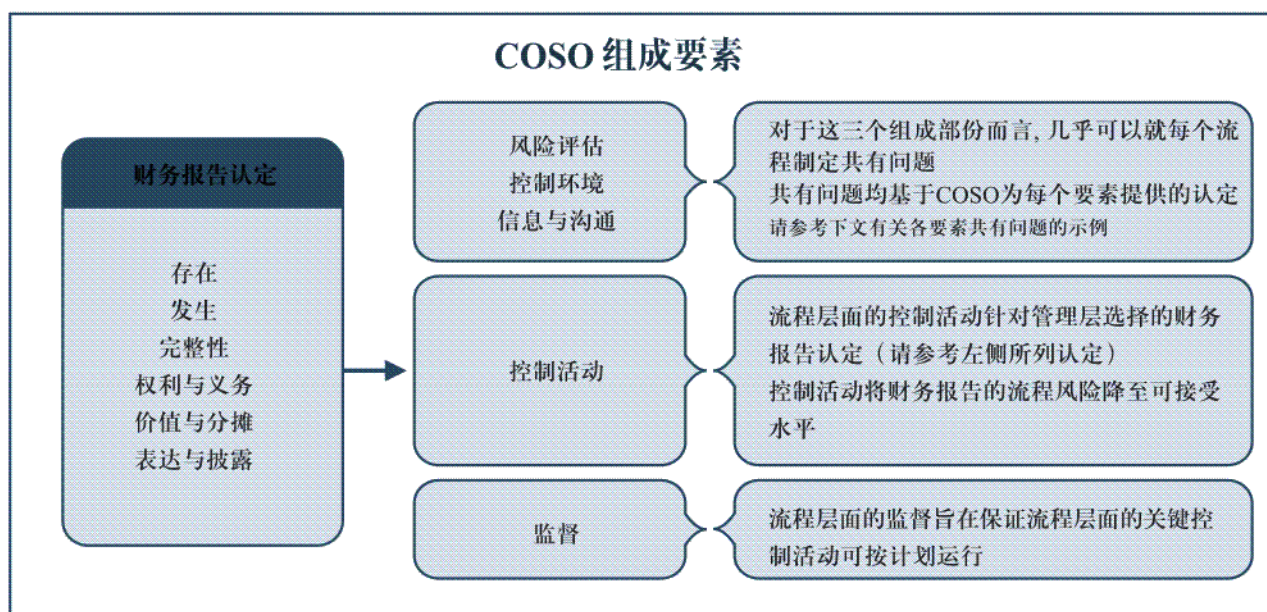 COSO 组成要素
财务报告认定
存在
发生
完整性
权利与义务
价值与分摊
表达与披露
风险评估
控制环境
信息与沟通
对于这三个组成部份而言, 几乎可以就每个流
程制定共有问题
共有问题均基于COSO为每个要素提供的认定
请参考下文有关各要素共有问题的示例
控制活动
流程层面的控制活动针对管理层选择的财务
报告认定（请参考左侧所列认定）
控制活动将财务报告的流程风险降至可接受
水平
监督
流程层面的监督旨在保证流程层面的关键控
制活动可按计划运行